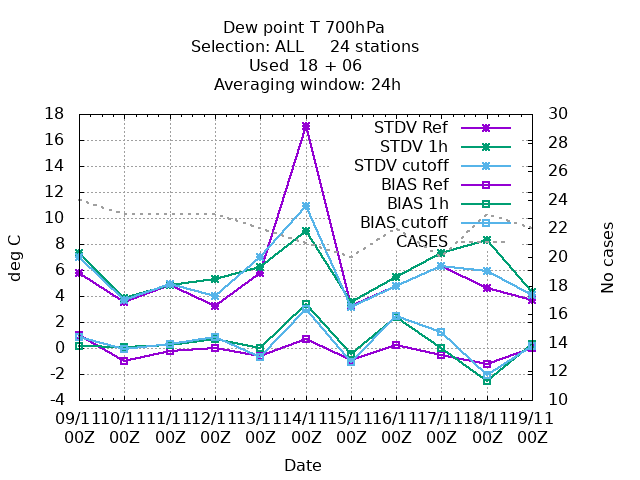 Dew point T 700hPa
Selection: ALL     24 stations
Used  18 + 06
Averaging window: 24h
18 30
16 28
14 26
12 24
10 22
8 20
6 18
4 16
2 14
0 12
-2 10
-4
STDV Ref
STDV 1h
STDV cutoff
BIAS Ref
BIAS 1h
BIAS cutoff
CASES
deg C
No cases
09/11 10/11 11/11 12/11 13/11 14/11 15/11 16/11 17/11 18/11 19/11
00Z 00Z 00Z 00Z 00Z 00Z 00Z 00Z 00Z 00Z 00Z
Date